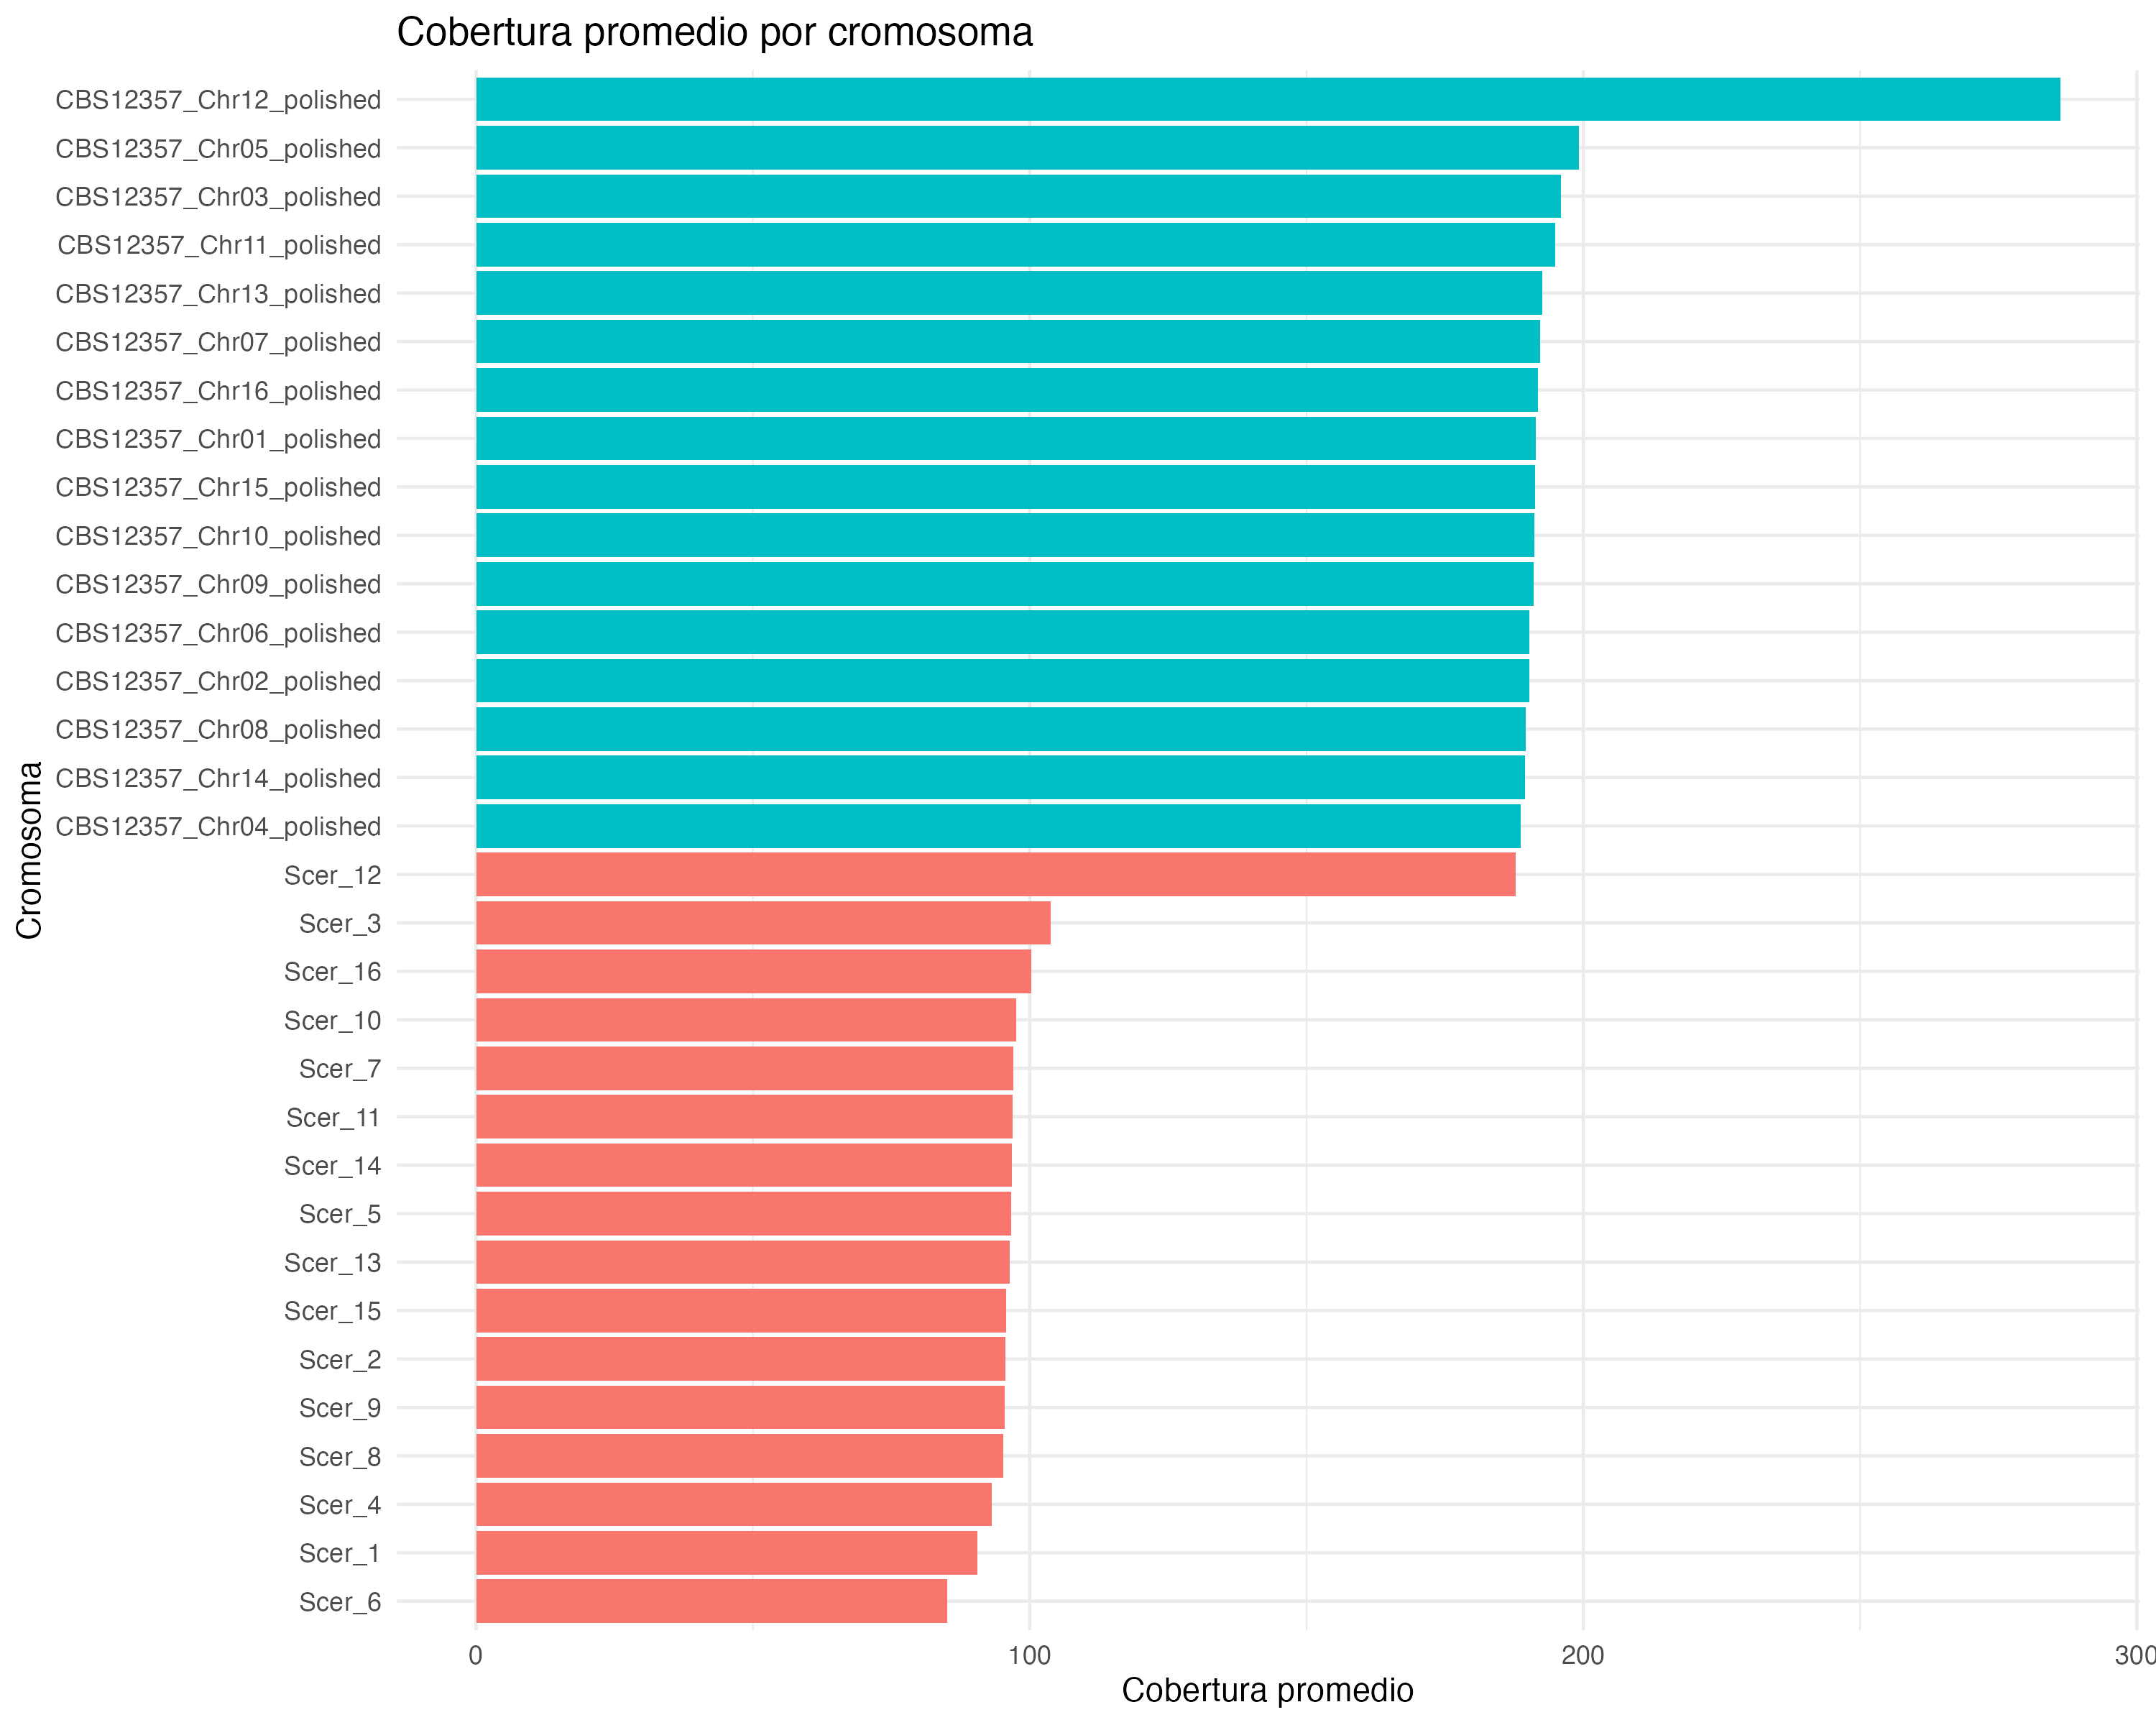 Cobertura promedio por cromosoma
CBS12357_Chr12_polished
CBS12357_Chr05_polished
CBS12357_Chr03_polished
CBS12357_Chr11_polished
CBS12357_Chr13_polished
CBS12357_Chr07_polished
CBS12357_Chr16_polished
CBS12357_Chr01_polished
CBS12357_Chr15_polished
CBS12357_Chr10_polished
CBS12357_Chr09_polished
CBS12357_Chr06_polished
CBS12357_Chr02_polished
CBS12357_Chr08_polished
CBS12357_Chr14_polished
CBS12357_Chr04_polished
Scer_12
Scer_3
Scer_16
Scer_10
Scer_7
Scer_11
Scer_14
Scer_5
Scer_13
Scer_15
Scer_2
Scer_9
Scer_8
Scer_4
Scer_1
Scer_6
Cromosoma
0 100 200 300
Cobertura promedio